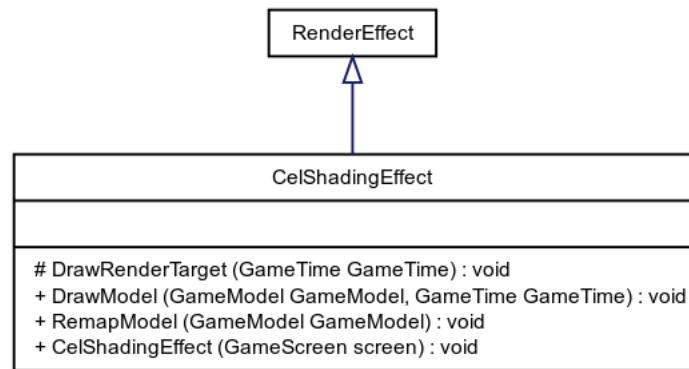 RenderEffect
CelShadingEffect
# DrawRenderTarget (GameTime GameTime) : void
+ DrawModel (GameModel GameModel, GameTime GameTime) : void
+ RemapModel (GameModel GameModel) : void
+ CelShadingEffect (GameScreen screen) : void